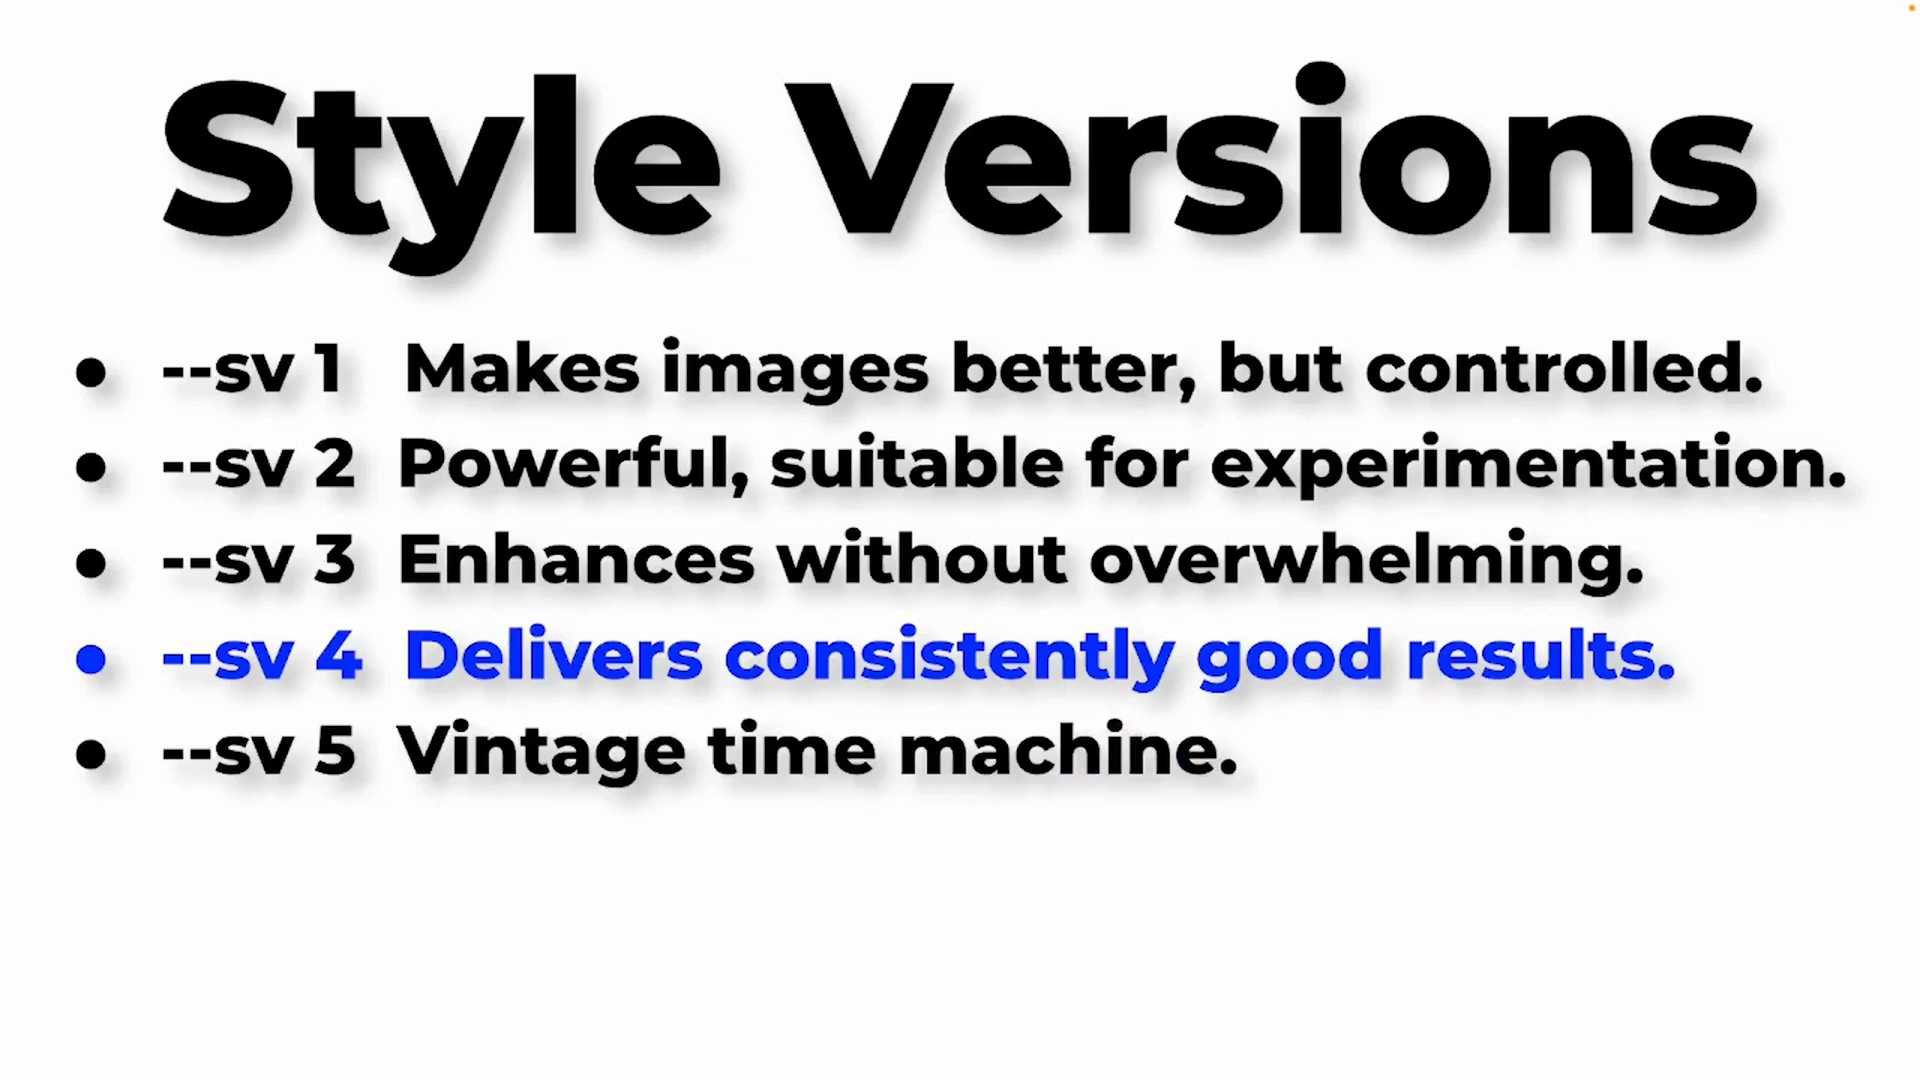 Style Versions
● --sv 1 Makes images better, but controlled.
● --sv 2 Powerful, suitable for experimentation.
● --sv 3 Enhances without overwhelming.
● --sv 4 Delivers consistently good results.
● --sv 5 Vintage time machine.